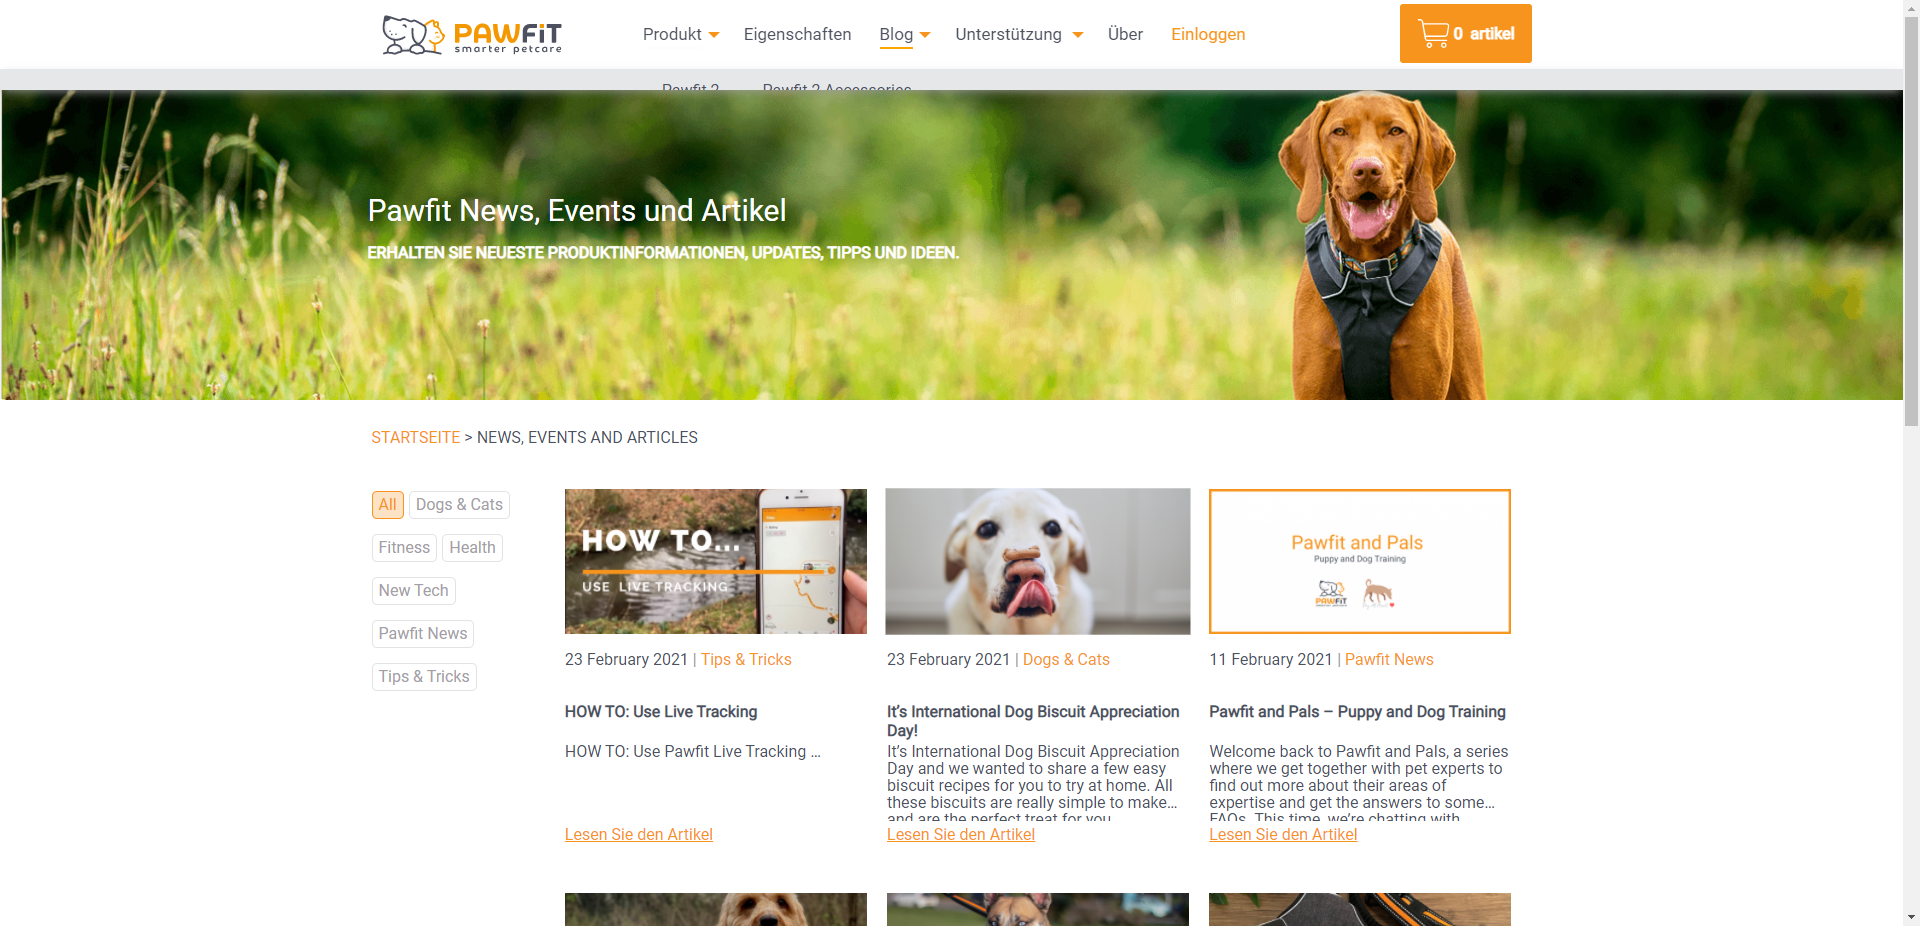 PAWFIT
smarter petcare
Produkt
Eigenschaften
Blog
Unterstützung
Über
Einloggen
0 artikel
Pawfit 2
Pawfit 2 Accessories
Pawfit News, Events und Artikel
ERHALTEN SIE NEUESTE PRODUKTINFORMATIONEN, UPDATES, TIPPS UND IDEEN.
STARTSEITE > NEWS, EVENTS AND ARTICLES
All
Dogs & Cats
Fitness
Health
New Tech
Pawfit News
Tips & Tricks
HOW TO...
USE LIVE TRACKING
23 February 2021 | Tips & Tricks
HOW TO: Use Live Tracking
HOW TO: Use Pawfit Live Tracking ...
Lesen Sie den Artikel
23 February 2021 | Dogs & Cats
It's International Dog Biscuit Appreciation
Day!
It's International Dog Biscuit Appreciation
Day and we wanted to share a few easy
biscuit recipes for you to try at home. All
these biscuits are really simple to make...
and are the perfect treat for you
Lesen Sie den Artikel
Pawfit and Pals
Puppy and Dog Training
PAWFIT
11 February 2021 | Pawfit News
Pawfit and Pals – Puppy and Dog Training
Welcome back to Pawfit and Pals, a series
where we get together with pet experts to
find out more about their areas of
expertise and get the answers to some...
FAQs. This time, we're chatting with
Lesen Sie den Artikel